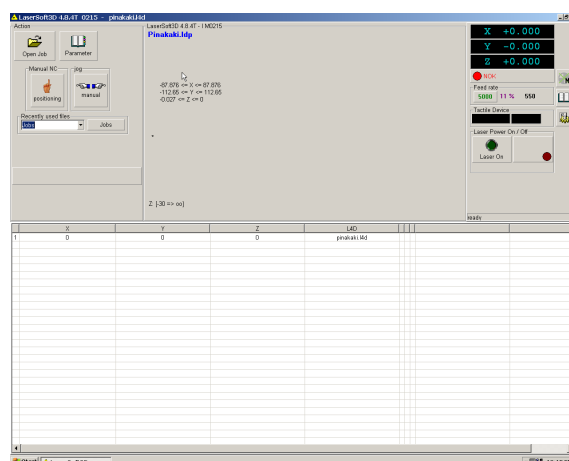 LaserSoft3D 4.8.4T 0215 - pinakaki.l4d
Action
Open Job
Parameter
Manual NC
jog
positioning
manual
Recently used files
Jobs
Jobs
LaserSoft3D 4.8.4T - I M0215
Pinakaki.ldp
-87.876 <= X <= 87.876
-112.65 <= Y <= 112.65
-0.027 <= Z <= 0
Z: [-30 => oo]
X +0.000
Y -0.000
Z +0.000
NOK
Feed rate
5000 11 % 550
Tactile Device
Laser Power On / Off
Laser On
ready
X Y Z L4D
1 0 0 0 pinakaki.l4d
Start